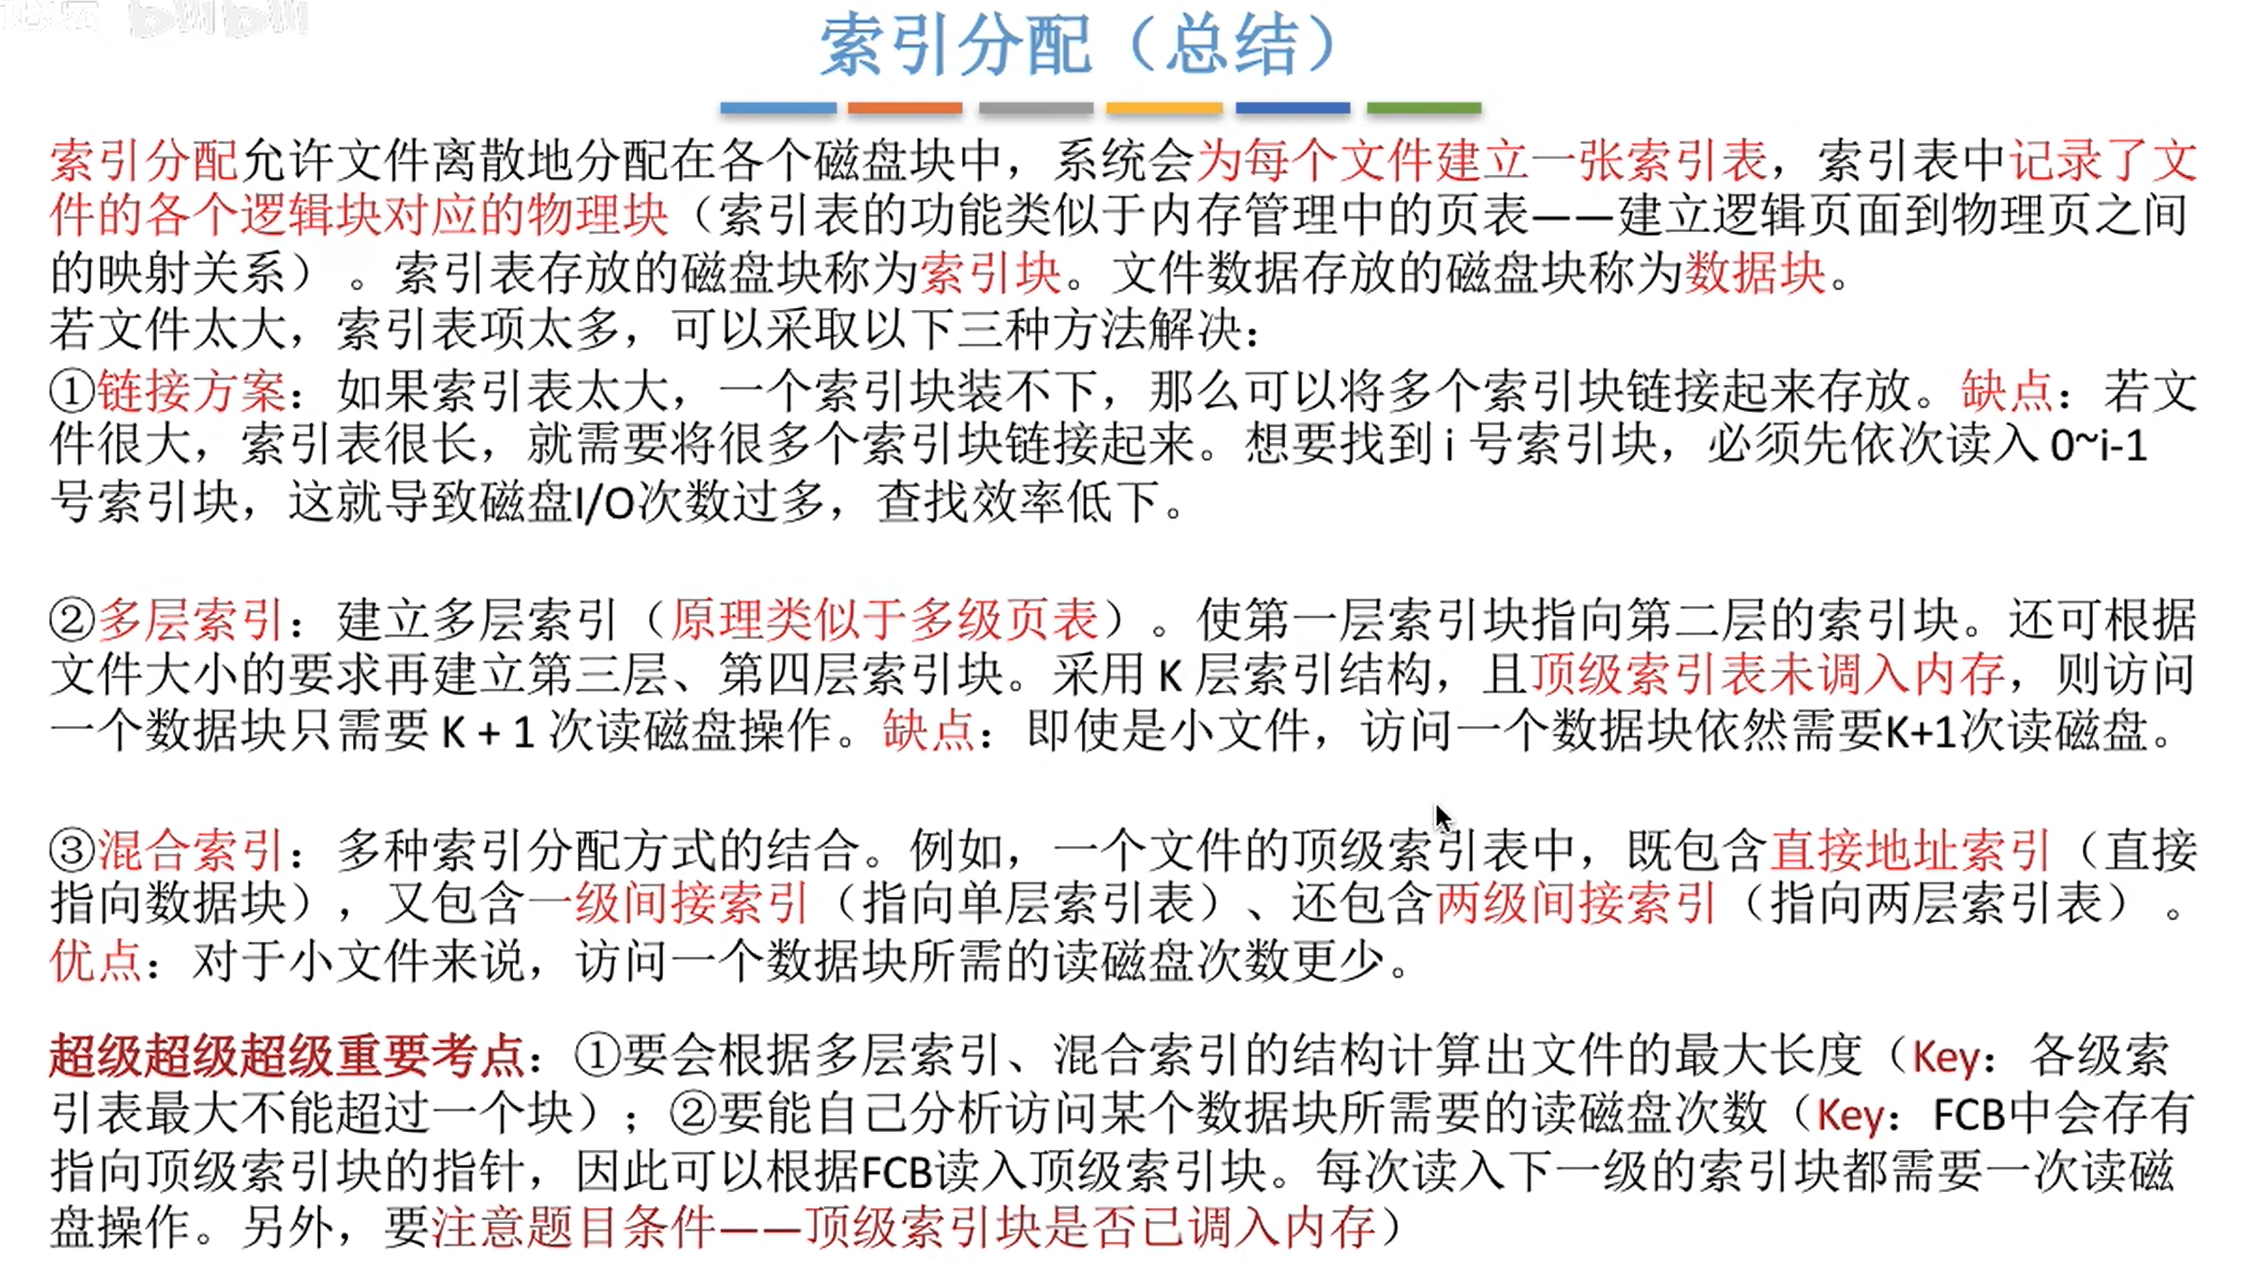 索引分配（总结）
索引分配允许文件离散地分配在各个磁盘块中，系统会为每个文件建立一张索引表，索引表中记录了文
件的各个逻辑块对应的物理块（索引表的功能类似于内存管理中的页表——建立逻辑页面到物理页之间
的映射关系）。索引表存放的磁盘块称为索引块。文件数据存放的磁盘块称为数据块。
若文件太大，索引表项太多，可以采取以下三种方法解决：
①链接方案：如果索引表太大，一个索引块装不下，那么可以将多个索引块链接起来存放。缺点：若文
件很大，索引表很长，就需要将很多个索引块链接起来。想要找到 i 号索引块，必须先依次读入 0~i-1
号索引块，这就导致磁盘I/O次数过多，查找效率低下。
②多层索引：建立多层索引（原理类似于多级页表）。使第一层索引块指向第二层的索引块。还可根据
文件大小的要求再建立第三层、第四层索引块。采用 K 层索引结构，且顶级索引表未调入内存，则访问
一个数据块只需要 K + 1 次读磁盘操作。缺点：即使是小文件，访问一个数据块依然需要K+1次读磁盘。
③混合索引：多种索引分配方式的结合。例如，一个文件的顶级索引表中，既包含直接地址索引（直接
指向数据块），又包含一级间接索引（指向单层索引表）、还包含两级间接索引（指向两层索引表）。
优点：对于小文件来说，访问一个数据块所需的读磁盘次数更少。
超级超级超级重要考点：①要会根据多层索引、混合索引的结构计算出文件的最大长度（Key：各级索
引表最大不能超过一个块）；②要能自己分析访问某个数据块所需要的读磁盘次数（Key：FCB中会存有
指向顶级索引块的指针，因此可以根据FCB读入顶级索引块。每次读入下一级的索引块都需要一次读磁
盘操作。另外，要注意题目条件——顶级索引块是否已调入内存）